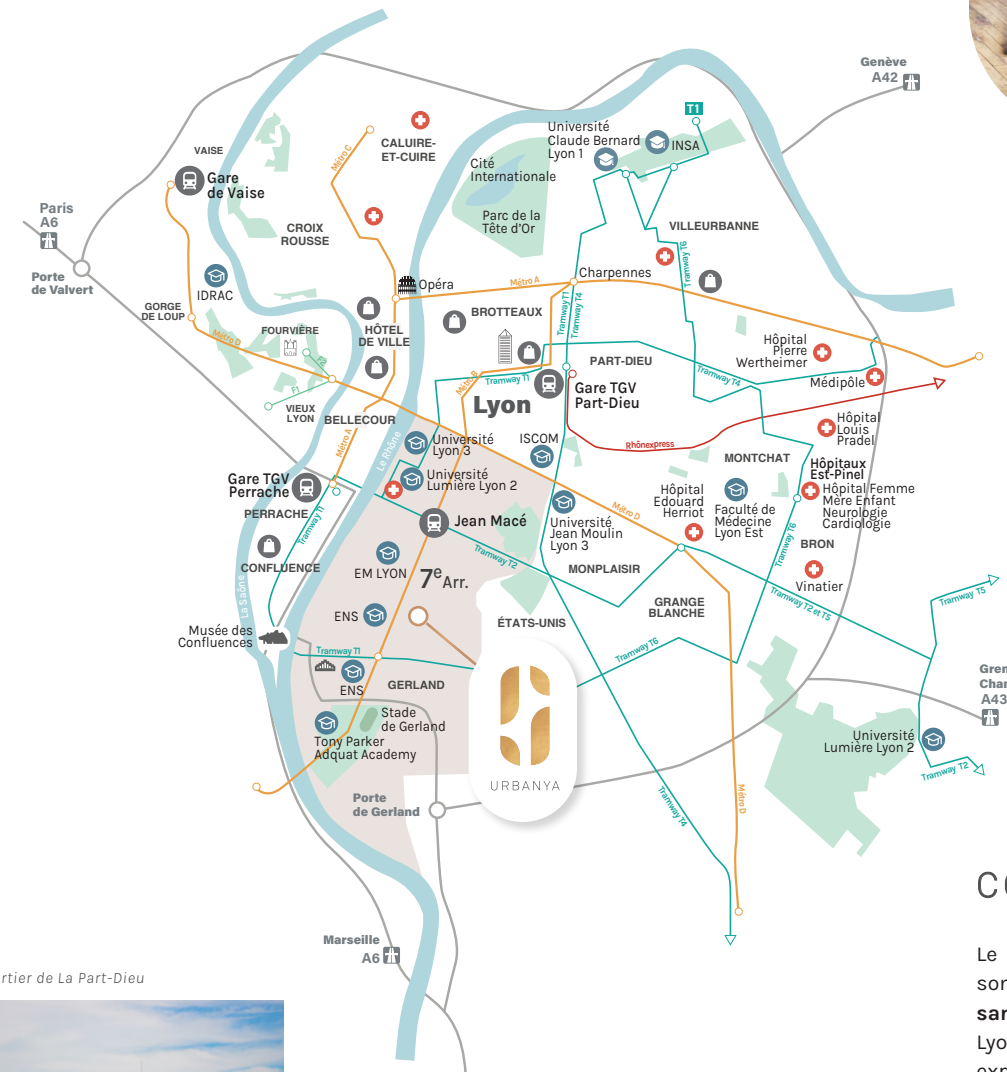 Genève
A42
T1
Université
Claude Bernard
Lyon 1
INSA
CALUIRE-
ET-CUIRE
Métro C
VAISE
Gare
de Vaise
Cité
Internationale
Parc de la
Tête d'Or
Paris
A6
Porte
de Valvert
CROIX
ROUSSE
VILLEURBANNE
Tramway T6
IDRAC
Opéra
Métro A
Charpennes
GORGE
DE LOUP
Métro D
FOURVIÈRE
HÔTEL
DE VILLE
BROTTEAUX
Tramway T1
Tramway T4
Hôpital
Pierre
Wertheimer
Médipôle
F2
F1
VIEUX
LYON
BELLECOUR
Métro A
Métro B
Tramway T1
PART-DIEU
Gare TGV
Part-Dieu
Tramway T4
Lyon
Le Rhône
Université
Lyon 3
ISCOM
Rhônexpress
Hôpital
Louis
Pradel
Université
Lumière Lyon 2
MONTCHAT
Hôpitaux
Est-Pinel
Hôpital Femme
Mère Enfant
Neurologie
Cardiologie
Gare TGV
Perrache
PERRACHE
Tramway T1
Jean Macé
Hôpital
Edouard
Herriot
Faculté de
Médecine
Lyon Est
Métro D
Université
Jean Moulin
Lyon 3
Tramway T6
BRON
CONFLUENCE
EM LYON
7e Arr.
Tramway T2
MONPLAISIR
Vinatier
Tramway T2 et T5
Tramway T5
La Saône
ENS
GRANGE
BLANCHE
ÉTATS-UNIS
Musée des
Confluences
Tramway T1
Tramway T6
ENS
GERLAND
Gren
Char
A43
Stade
de Gerland
Tony Parker
Adquat Academy
URBANYA
Université
Lumière Lyon 2
Tramway T2
Porte
de Gerland
Métro D
Tramway T4
Marseille
A6
rtier de La Part-Dieu
CO
Le
son
san
Lyo
exp